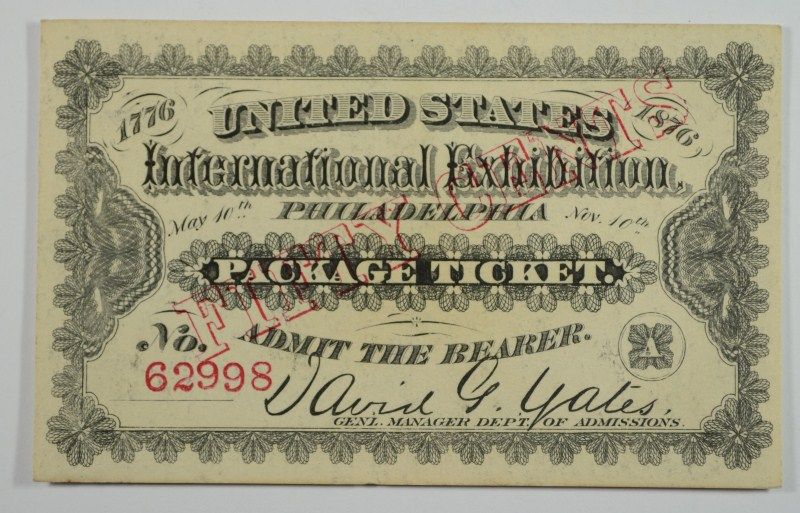 1776 UNITED STATES 1876
International Exhibition.
May 10th PHILADELPHIA Nov. 10th
PACKAGE TICKET.
FIFTY CENTS
ADMIT THE BEARER.
No. 62998
A
David G. Yates,
GENL. MANAGER DEPT. OF ADMISSIONS.